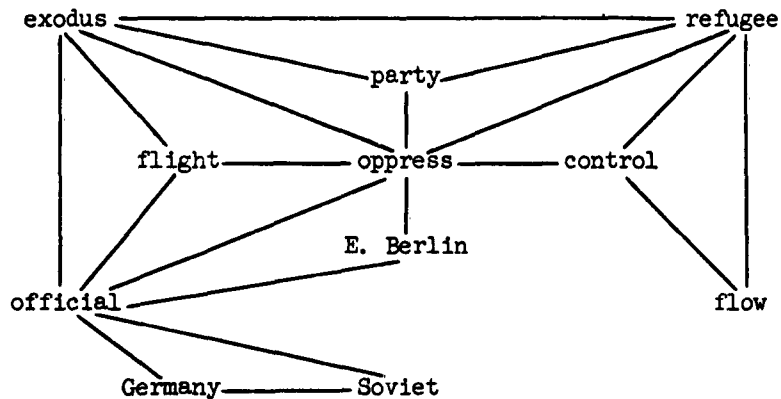 exodus refugee
party
flight oppress control
E. Berlin
official flow
Germany Soviet